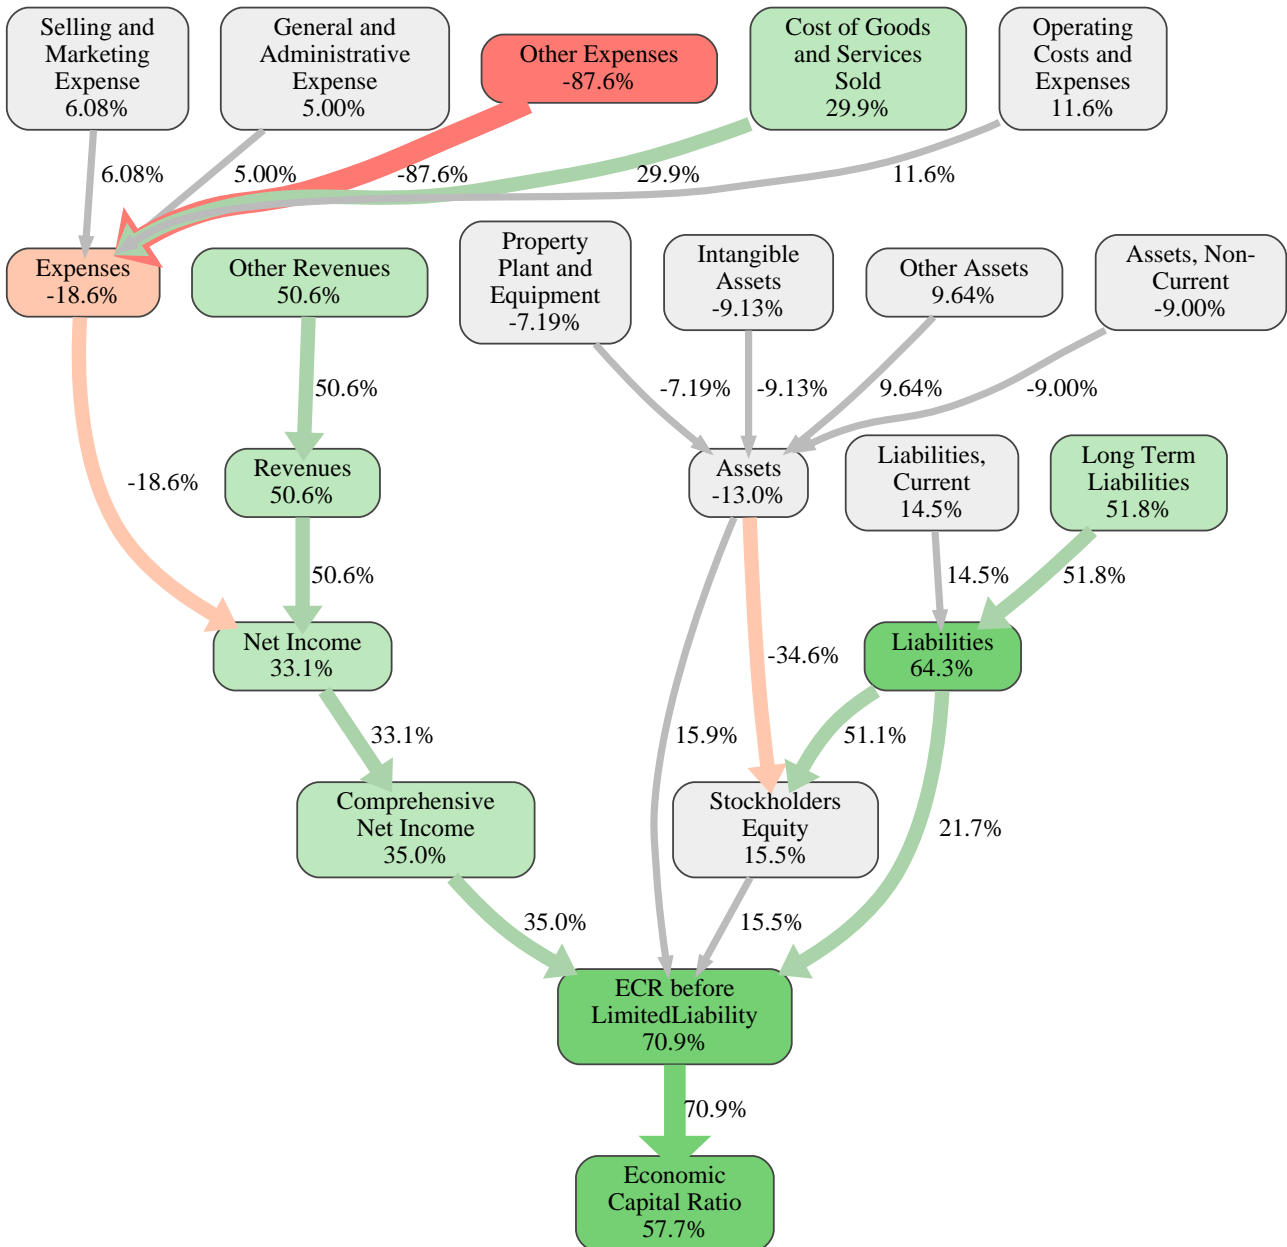 Selling and
Marketing
Expense
6.08%
General and
Administrative
Expense
5.00%
Other Expenses
-87.6%
Cost of Goods
and Services
Sold
29.9%
Operating
Costs and
Expenses
11.6%
6.08%
5.00%
-87.6%
29.9%
11.6%
Expenses
-18.6%
Other Revenues
50.6%
Property
Plant and
Equipment
-7.19%
Intangible
Assets
-9.13%
Other Assets
9.64%
Assets, Non-
Current
-9.00%
50.6%
-7.19%
-9.13%
9.64%
-9.00%
-18.6%
Revenues
50.6%
Assets
-13.0%
Liabilities,
Current
14.5%
Long Term
Liabilities
51.8%
50.6%
14.5%
51.8%
Net Income
33.1%
-34.6%
Liabilities
64.3%
33.1%
15.9%
51.1%
Comprehensive
Net Income
35.0%
Stockholders
Equity
15.5%
21.7%
35.0%
15.5%
ECR before
LimitedLiability
70.9%
70.9%
Economic
Capital Ratio
57.7%